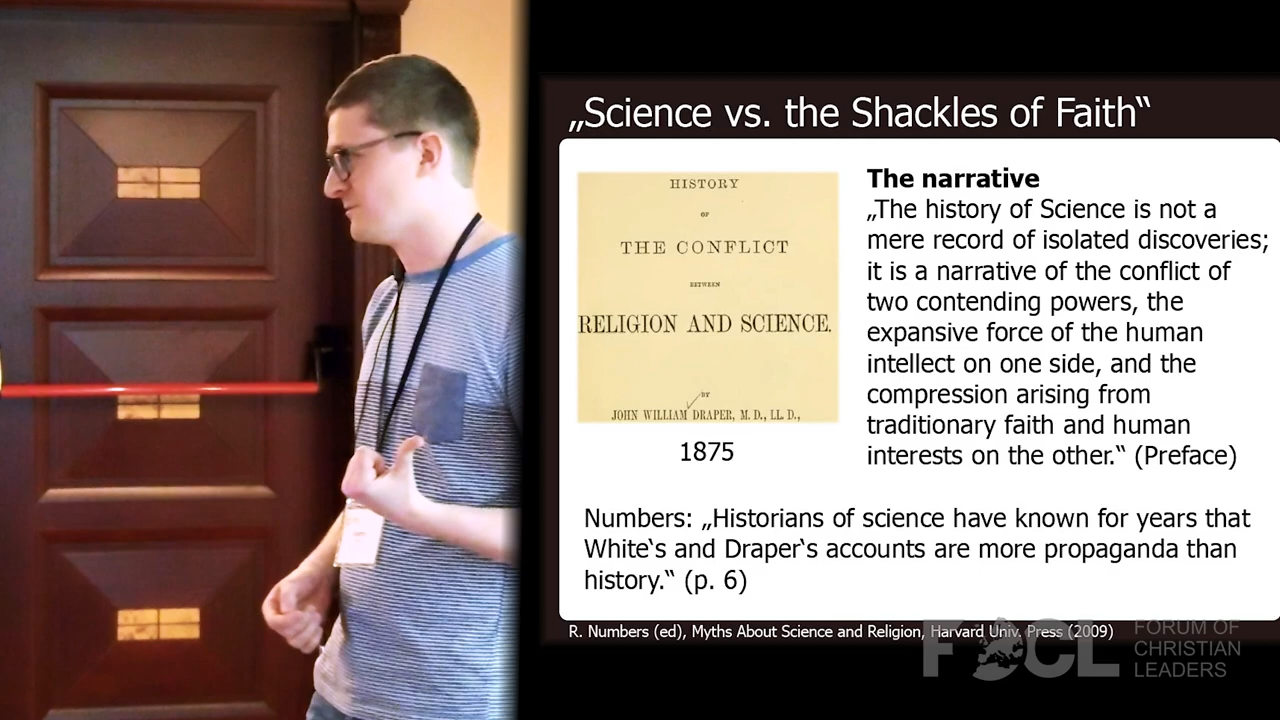 „Science vs. the Shackles of Faith“
HISTORY
OF
THE CONFLICT
BETWEEN
RELIGION AND SCIENCE.
BY
JOHN WILLIAM DRAPER, M. D., LL. D.,
1875
The narrative
„The history of Science is not a
mere record of isolated discoveries;
it is a narrative of the conflict of
two contending powers, the
expansive force of the human
intellect on one side, and the
compression arising from
traditionary faith and human
interests on the other.“ (Preface)
Numbers: „Historians of science have known for years that
White‘s and Draper‘s accounts are more propaganda than
history.“ (p. 6)
R. Numbers (ed), Myths About Science and Religion, Harvard Univ. Press (2009)
FOCL
FORUM OF
CHRISTIAN
LEADERS